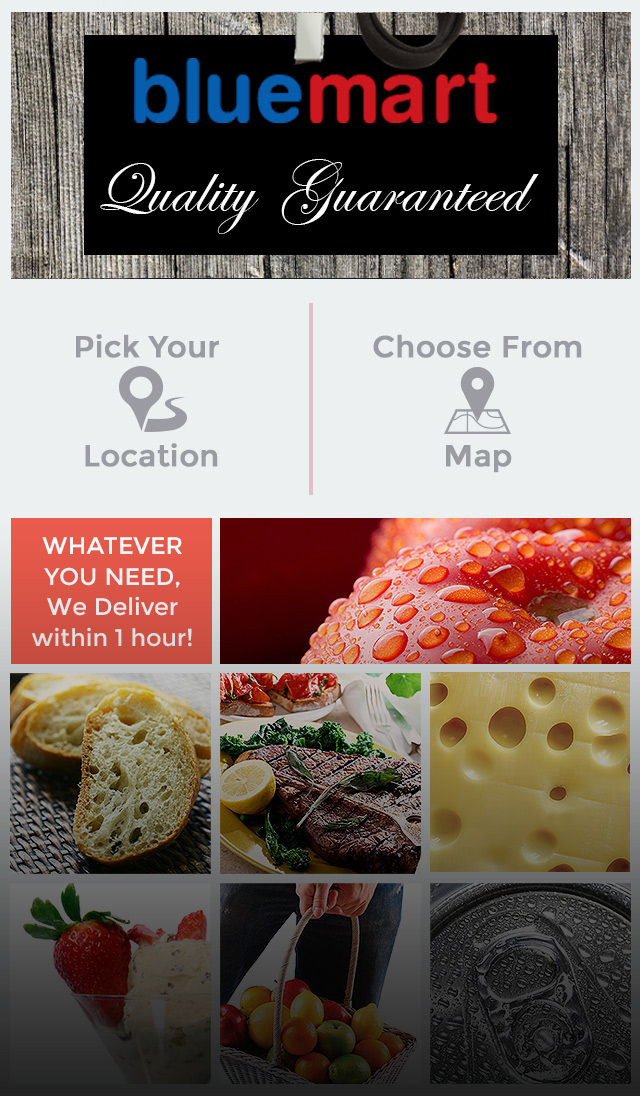 bluemart
Quality Guaranteed
Pick Your
Location
Choose From
Map
WHATEVER
YOU NEED,
We Deliver
within 1 hour!